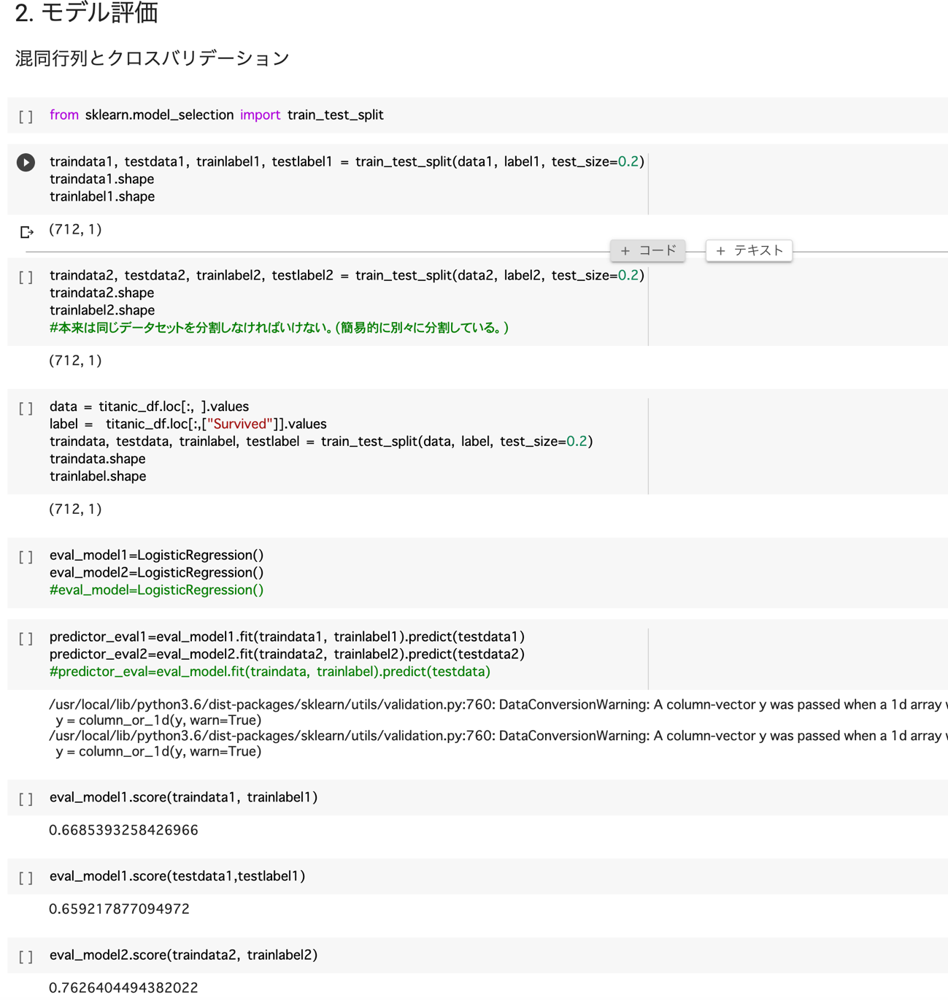 2. モデル評価
混同行列とクロスバリデーション
[ ] from sklearn.model_selection import train_test_split
traindata1, testdata1, trainlabel1, testlabel1 = train_test_split(data1, label1, test_size=0.2)
traindata1.shape
trainlabel1.shape
(712, 1)
+ コード + テキスト
[ ] traindata2, testdata2, trainlabel2, testlabel2 = train_test_split(data2, label2, test_size=0.2)
traindata2.shape
trainlabel2.shape
#本来は同じデータセットを分割しなければいけない。(簡易的に別々に分割している。)
(712, 1)
[ ] data = titanic_df.loc[:, ].values
label =  titanic_df.loc[:,["Survived"]].values
traindata, testdata, trainlabel, testlabel = train_test_split(data, label, test_size=0.2)
traindata.shape
trainlabel.shape
(712, 1)
[ ] eval_model1=LogisticRegression()
eval_model2=LogisticRegression()
#eval_model=LogisticRegression()
[ ] predictor_eval1=eval_model1.fit(traindata1, trainlabel1).predict(testdata1)
predictor_eval2=eval_model2.fit(traindata2, trainlabel2).predict(testdata2)
#predictor_eval=eval_model.fit(traindata, trainlabel).predict(testdata)
/usr/local/lib/python3.6/dist-packages/sklearn/utils/validation.py:760: DataConversionWarning: A column-vector y was passed when a 1d array
y = column_or_1d(y, warn=True)
/usr/local/lib/python3.6/dist-packages/sklearn/utils/validation.py:760: DataConversionWarning: A column-vector y was passed when a 1d array
y = column_or_1d(y, warn=True)
[ ] eval_model1.score(traindata1, trainlabel1)
0.6685393258426966
[ ] eval_model1.score(testdata1,testlabel1)
0.659217877094972
[ ] eval_model2.score(traindata2, trainlabel2)
0.7626404494382022